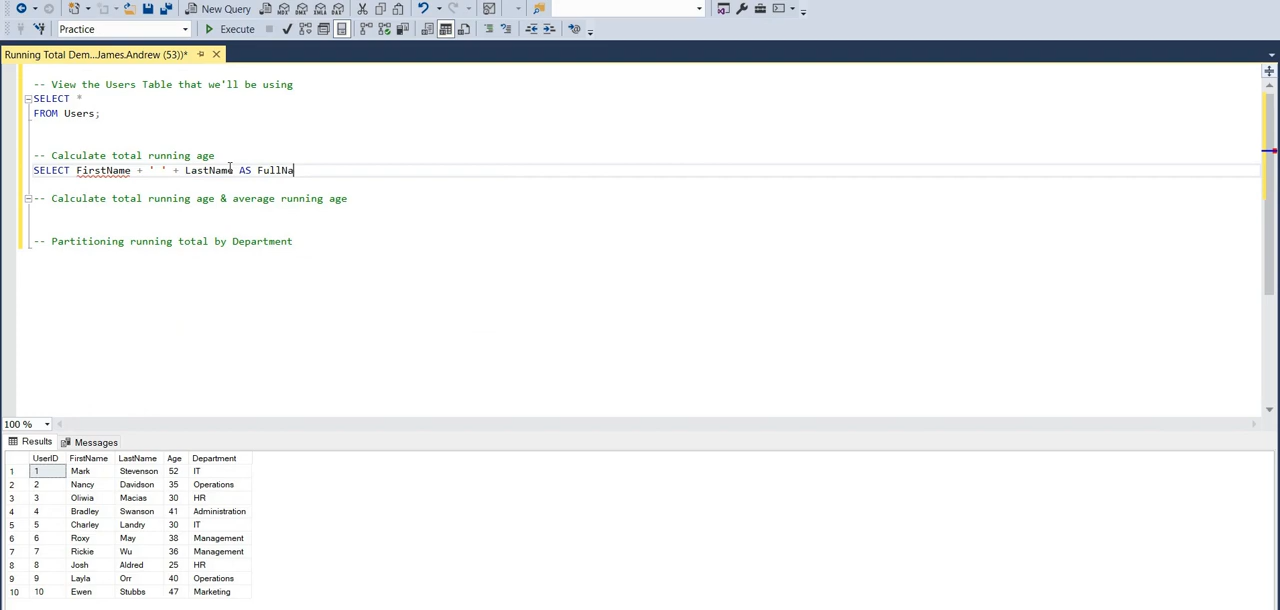 New Query
Practice
Execute
Running Total Dem...James.Andrew (53))*
-- View the Users Table that we'll be using
SELECT *
FROM Users;
-- Calculate total running age
SELECT FirstName + ' ' + LastName AS FullNa
-- Calculate total running age & average running age
-- Partitioning running total by Department
100 %
Results Messages
UserID FirstName LastName Age Department
1 1 Mark Stevenson 52 IT
2 2 Nancy Davidson 35 Operations
3 3 Oliwia Macias 30 HR
4 4 Bradley Swanson 41 Administration
5 5 Charley Landry 30 IT
6 6 Roxy May 38 Management
7 7 Rickie Wu 36 Management
8 8 Josh Aldred 25 HR
9 9 Layla Orr 40 Operations
10 10 Ewen Stubbs 47 Marketing